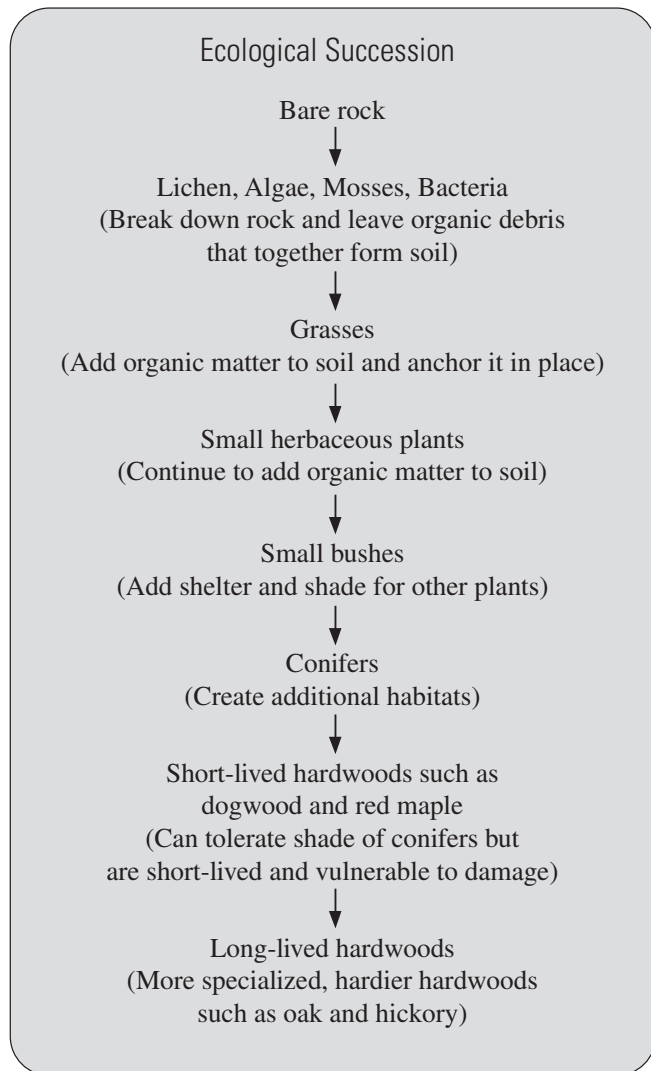 Ecological Succession
Bare rock
Lichen, Algae, Mosses, Bacteria
(Break down rock and leave organic debris
that together form soil)
Grasses
(Add organic matter to soil and anchor it in place)
Small herbaceous plants
(Continue to add organic matter to soil)
Small bushes
(Add shelter and shade for other plants)
Conifers
(Create additional habitats)
Short-lived hardwoods such as
dogwood and red maple
(Can tolerate shade of conifers but
are short-lived and vulnerable to damage)
Long-lived hardwoods
(More specialized, hardier hardwoods
such as oak and hickory)